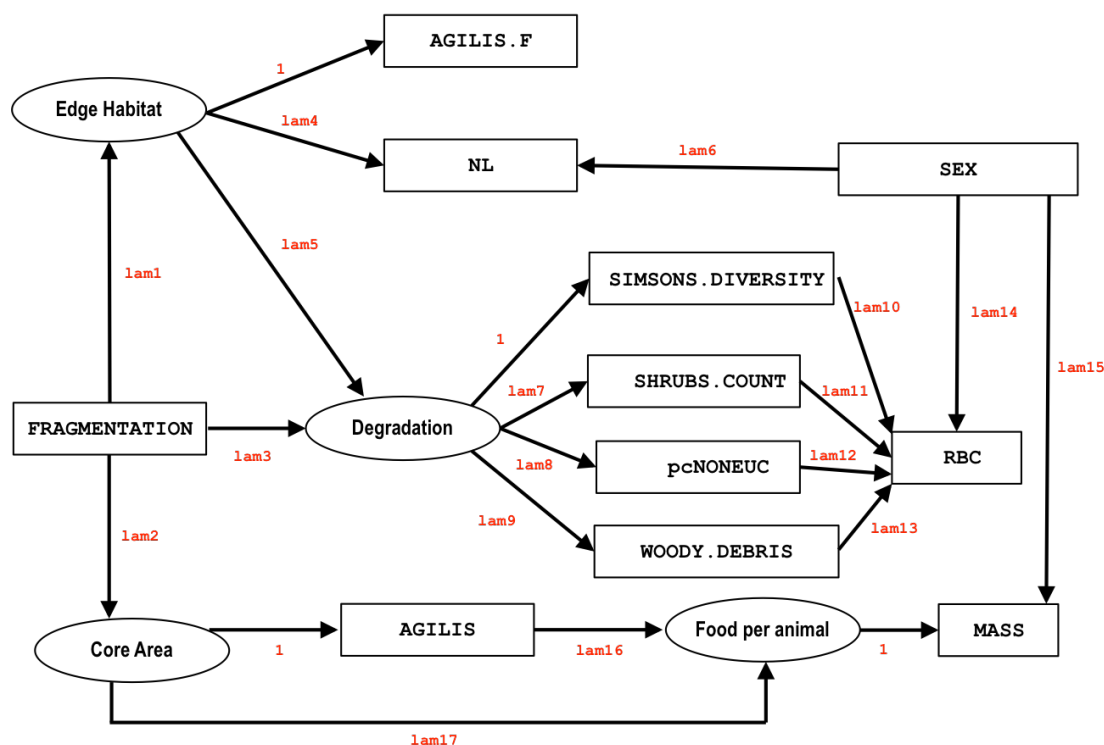 AGILIS.F
1
Edge Habitat
lam4
NL
lam6
SEX
lam5
lam1
SIMSONS.DIVERSITY
lam10
lam14
1
lam15
lam7
SHRUBS.COUNT
lam11
FRAGMENTATION
lam3
Degradation
RBC
lam8
pcNONEUC
lam12
lam9
lam13
lam2
WOODY.DEBRIS
Core Area
1
AGILIS
lam16
Food per animal
1
MASS
lam17